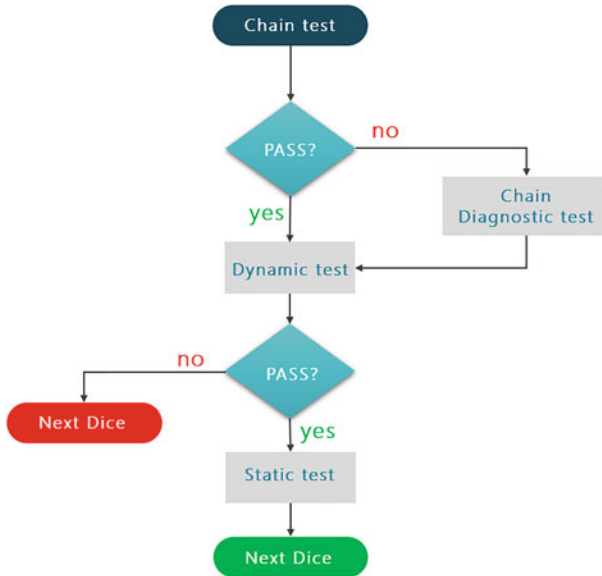 Chain test
PASS?
no
Chain
Diagnostic test
yes
Dynamic test
no
PASS?
Next Dice
yes
Static test
Next Dice